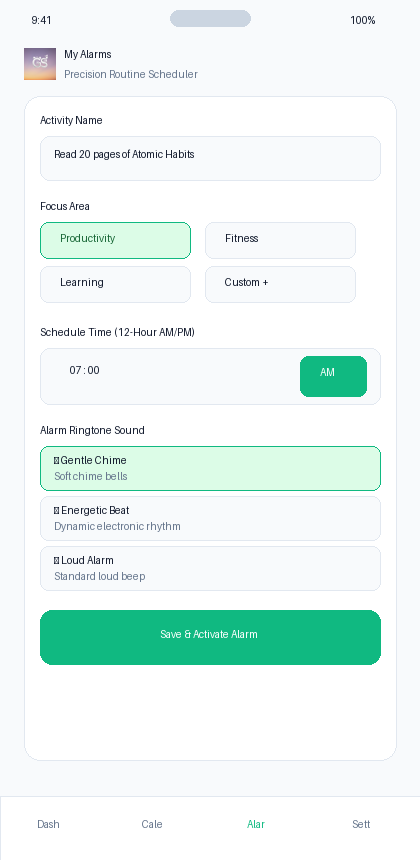 9:41 100%
My Alarms
Precision Routine Scheduler
Activity Name
Read 20 pages of Atomic Habits
Focus Area
Productivity Fitness
Learning Custom +
Schedule Time (12-Hour AM/PM)
07 : 00 AM
Alarm Ringtone Sound
Gentle Chime
Soft chime bells
Energetic Beat
Dynamic electronic rhythm
Loud Alarm
Standard loud beep
Save & Activate Alarm
Dash Cale Alar Sett